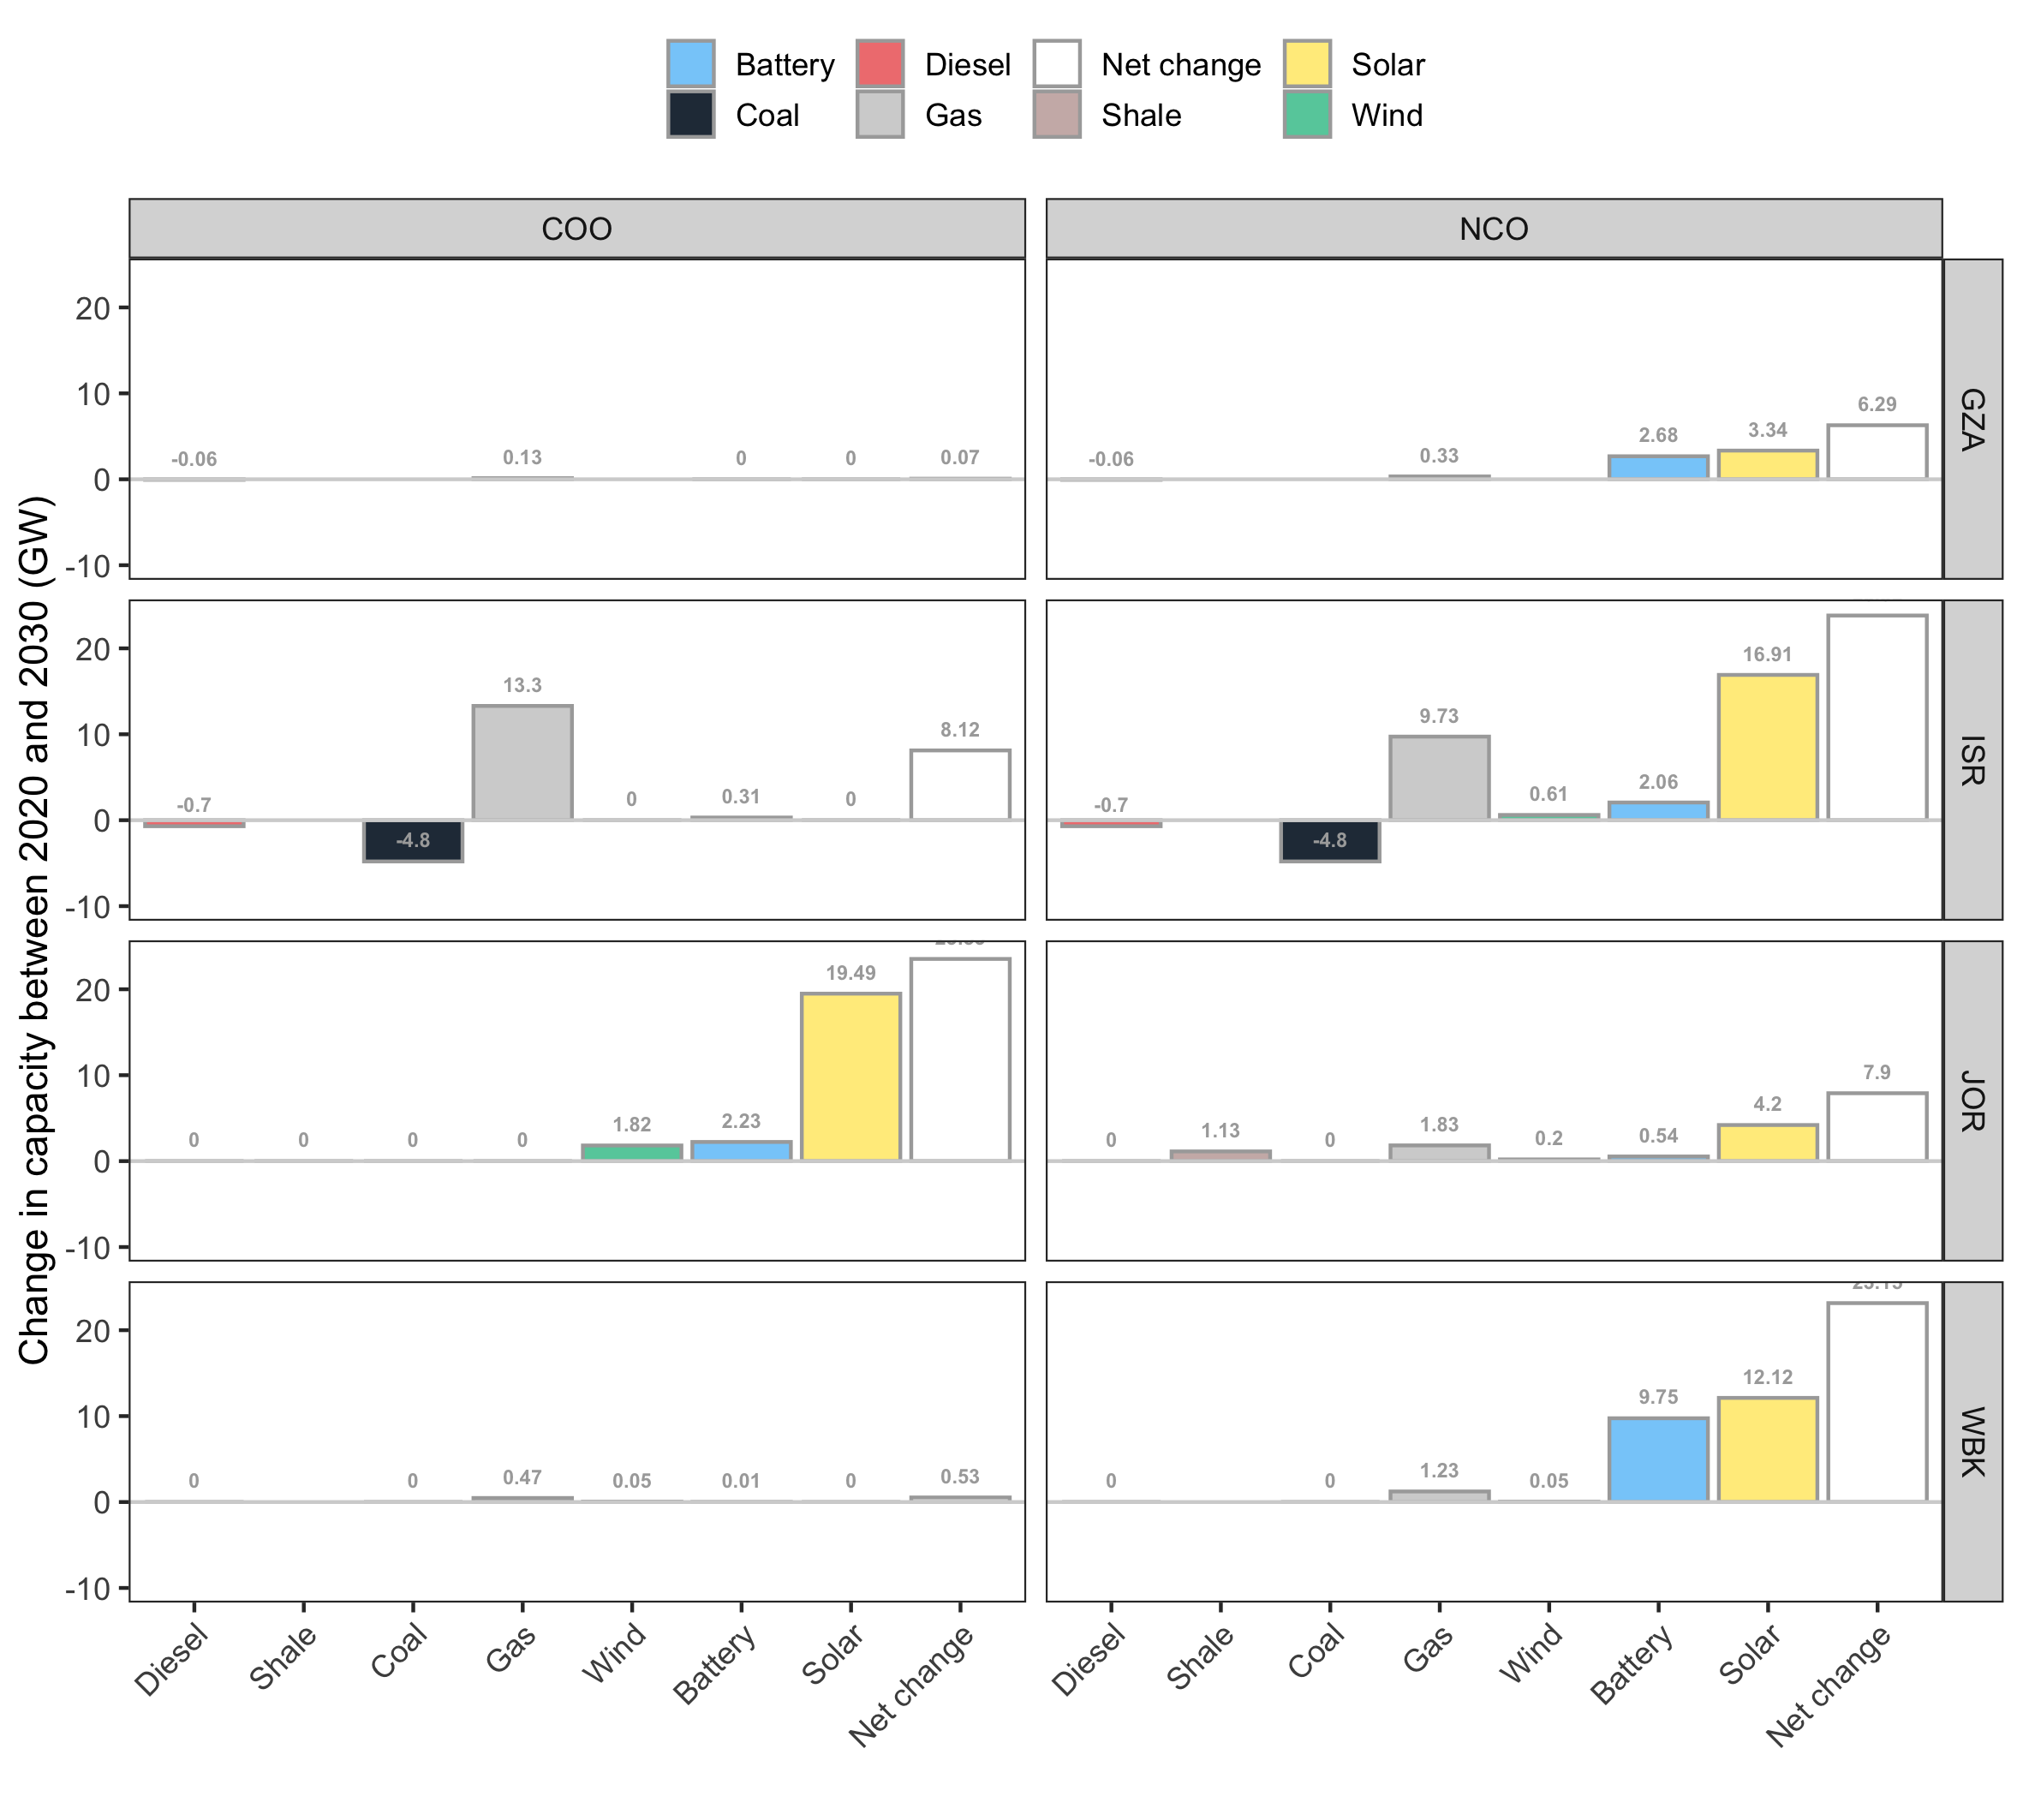 Battery Diesel Net change Solar
Coal Gas Shale Wind
COO NCO
Change in capacity between 2020 and 2030 (GW)
20
10
0
-10
-0.06 0.13 0 0 0.07
-0.06 0.33 2.68 3.34 6.29
GZA
20
10
0
-10
-0.7 -4.8 13.3 0 0.31 0 8.12
-0.7 -4.8 9.73 0.61 2.06 16.91
ISR
20
10
0
-10
0 0 0 0 1.82 2.23 19.49
0 1.13 0 1.83 0.2 0.54 4.2 7.9
JOR
20
10
0
-10
0 0 0.47 0.05 0.01 0 0.53
0 0 1.23 0.05 9.75 12.12
WBK
Diesel Shale Coal Gas Wind Battery Solar Net change
Diesel Shale Coal Gas Wind Battery Solar Net change